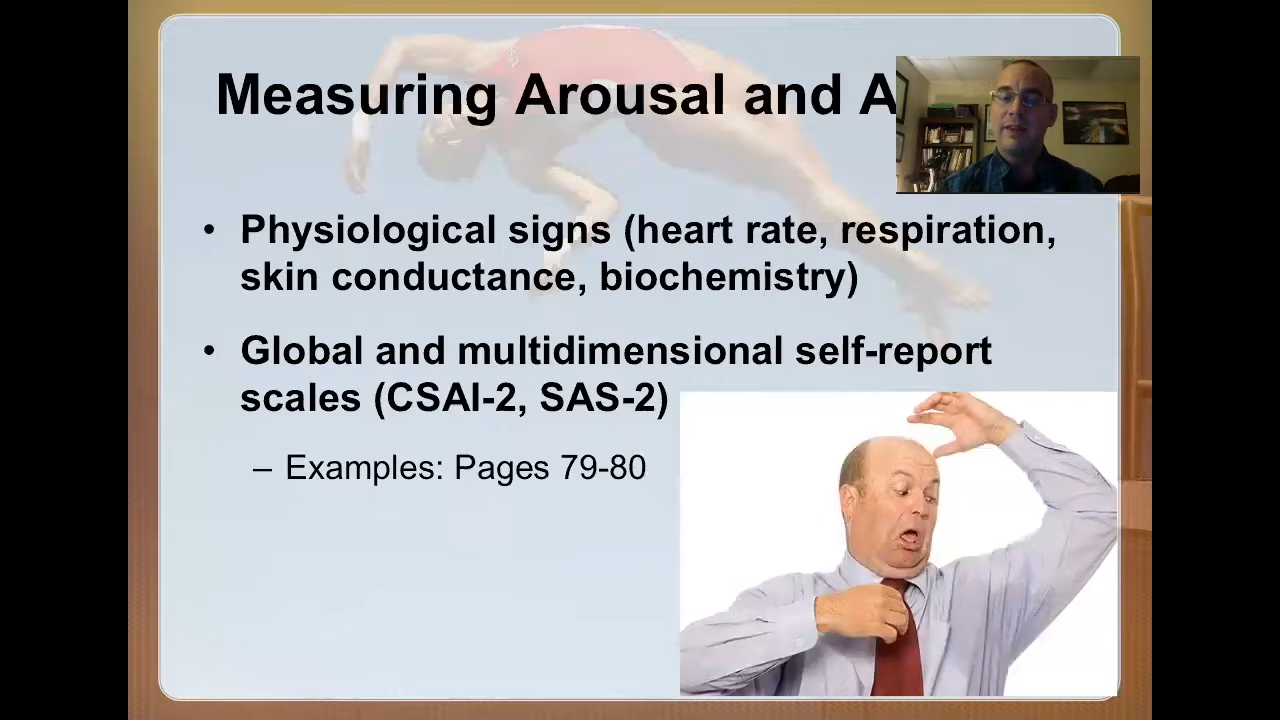 Measuring Arousal and A
• Physiological signs (heart rate, respiration,
skin conductance, biochemistry)
• Global and multidimensional self-report
scales (CSAI-2, SAS-2)
– Examples: Pages 79-80